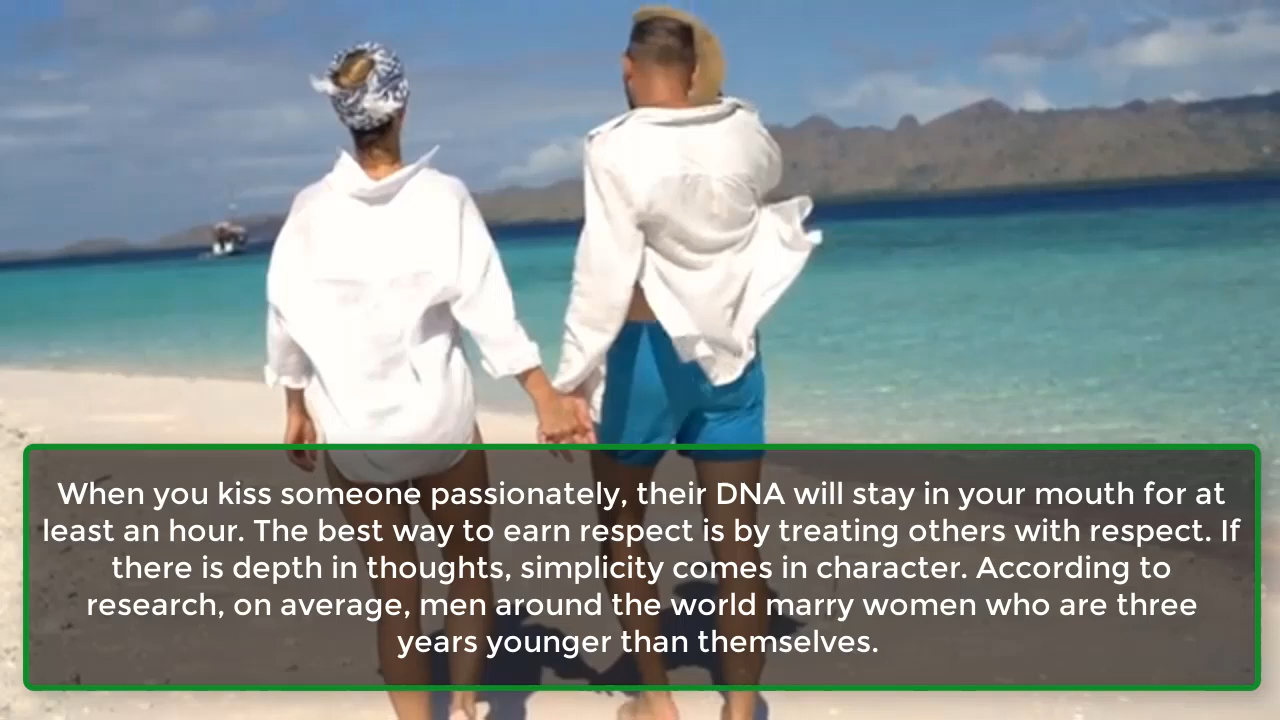 When you kiss someone passionately, their DNA will stay in your mouth for at
least an hour. The best way to earn respect is by treating others with respect. If
there is depth in thoughts, simplicity comes in character. According to
research, on average, men around the world marry women who are three
years younger than themselves.